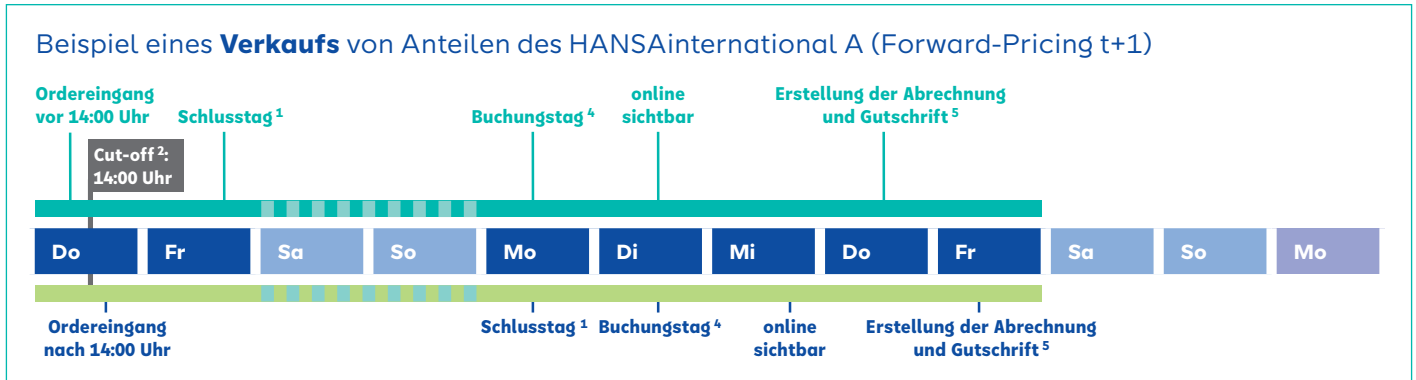 Beispiel eines Verkaufs von Anteilen des HANSAinternational A (Forward-Pricing t+1)
Ordereingang
vor 14:00 Uhr
Schlusstag ¹
Buchungstag ⁴
online
sichtbar
Erstellung der Abrechnung
und Gutschrift ⁵
Cut-off ²:
14:00 Uhr
Do Fr Sa So Mo Di Mi Do Fr Sa So Mo
Ordereingang
nach 14:00 Uhr
Schlusstag ¹
Buchungstag ⁴
online
sichtbar
Erstellung der Abrechnung
und Gutschrift ⁵